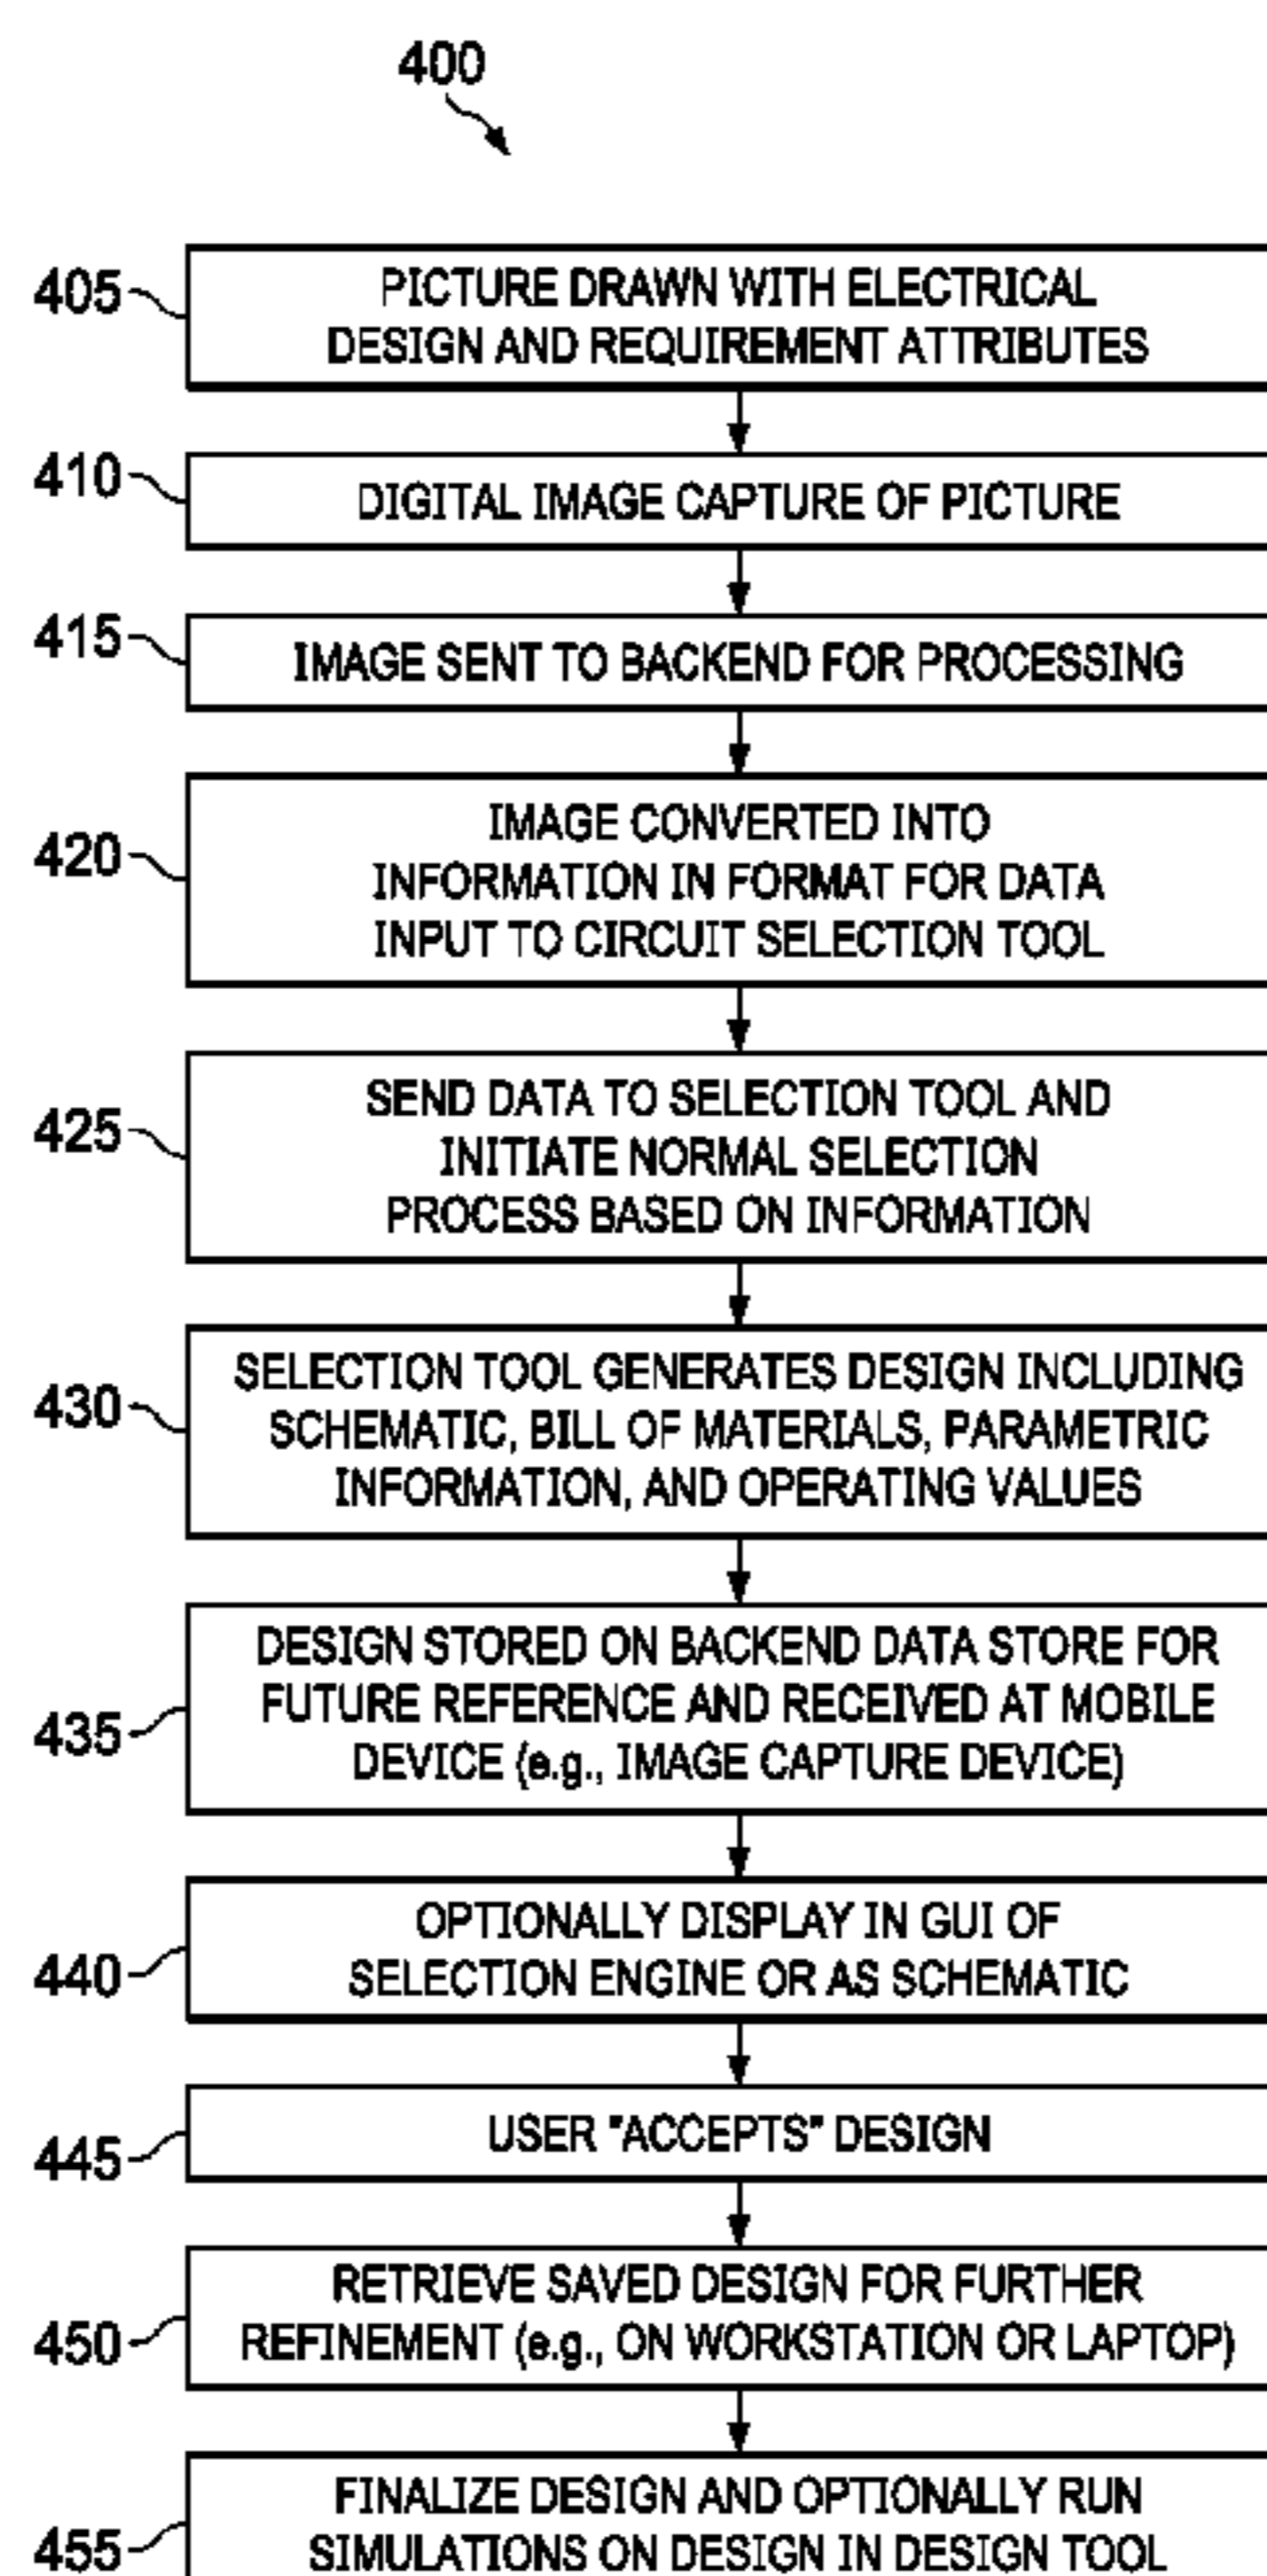 400
405
PICTURE DRAWN WITH ELECTRICAL
DESIGN AND REQUIREMENT ATTRIBUTES
410
DIGITAL IMAGE CAPTURE OF PICTURE
415
IMAGE SENT TO BACKEND FOR PROCESSING
420
IMAGE CONVERTED INTO
INFORMATION IN FORMAT FOR DATA
INPUT TO CIRCUIT SELECTION TOOL
425
SEND DATA TO SELECTION TOOL AND
INITIATE NORMAL SELECTION
PROCESS BASED ON INFORMATION
430
SELECTION TOOL GENERATES DESIGN INCLUDING
SCHEMATIC, BILL OF MATERIALS, PARAMETRIC
INFORMATION, AND OPERATING VALUES
435
DESIGN STORED ON BACKEND DATA STORE FOR
FUTURE REFERENCE AND RECEIVED AT MOBILE
DEVICE (e.g., IMAGE CAPTURE DEVICE)
440
OPTIONALLY DISPLAY IN GUI OF
SELECTION ENGINE OR AS SCHEMATIC
445
USER "ACCEPTS" DESIGN
450
RETRIEVE SAVED DESIGN FOR FURTHER
REFINEMENT (e.g., ON WORKSTATION OR LAPTOP)
455
FINALIZE DESIGN AND OPTIONALLY RUN
SIMULATIONS ON DESIGN IN DESIGN TOOL